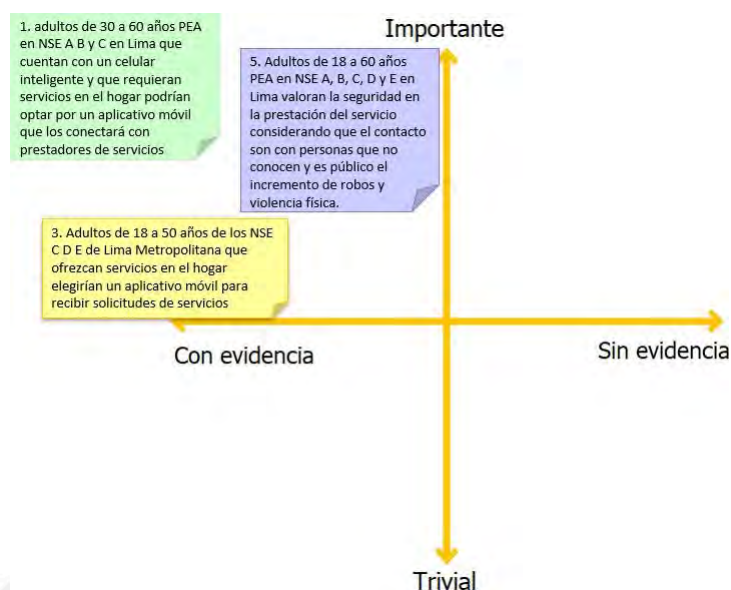 Importante
1. adultos de 30 a 60 años PEA
en NSE A B y C en Lima que
cuentan con un celular
inteligente y que requieran
servicios en el hogar podrían
optar por un aplicativo móvil
que los conectará con
prestadores de servicios
5. Adultos de 18 a 60 años
PEA en NSE A, B, C, D y E en
Lima valoran la seguridad en
la prestación del servicio
considerando que el contacto
son con personas que no
conocen y es público el
incremento de robos y
violencia física.
3. Adultos de 18 a 50 años de los NSE
C D E de Lima Metropolitana que
ofrezcan servicios en el hogar
elegirían un aplicativo móvil para
recibir solicitudes de servicios
Con evidencia
Sin evidencia
Trivial